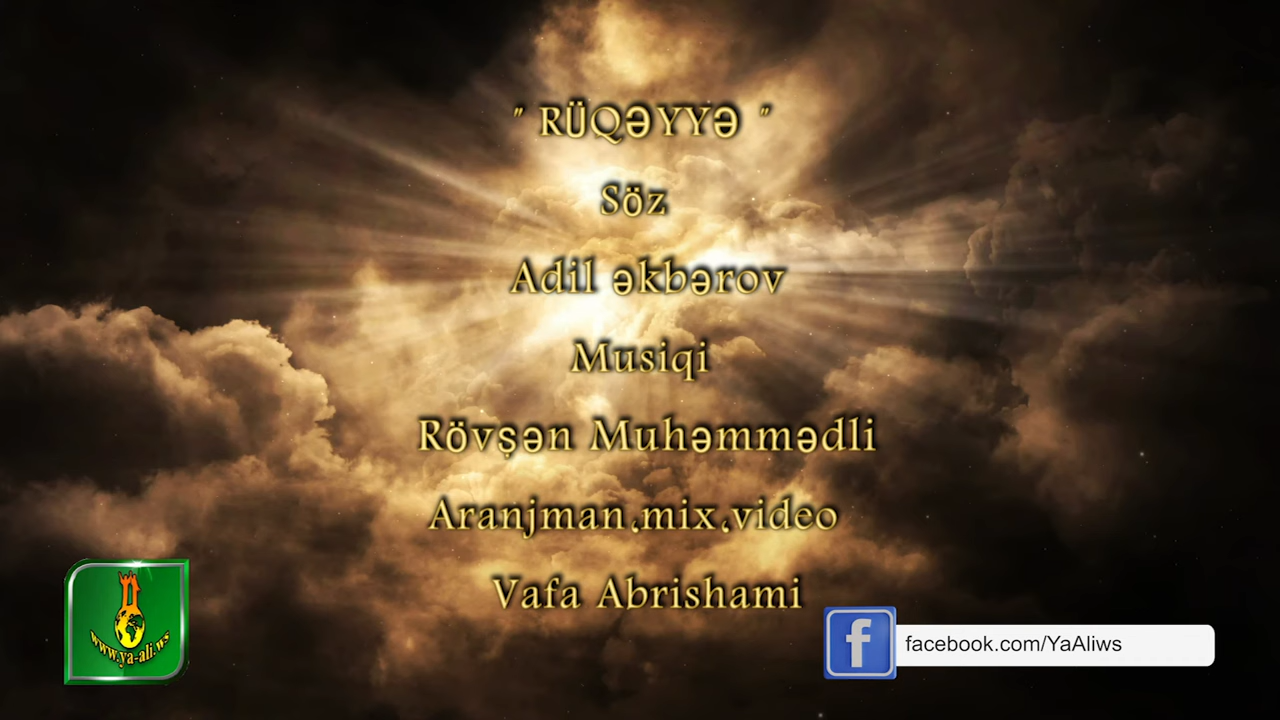 " RÜQƏYYƏ "
Söz
Adil əkbərov
Musiqi
Rövşən Muhəmmədli
Aranjman,mix,video
Vafa Abrishami
www.ya-ali.ws
facebook.com/YaAliws